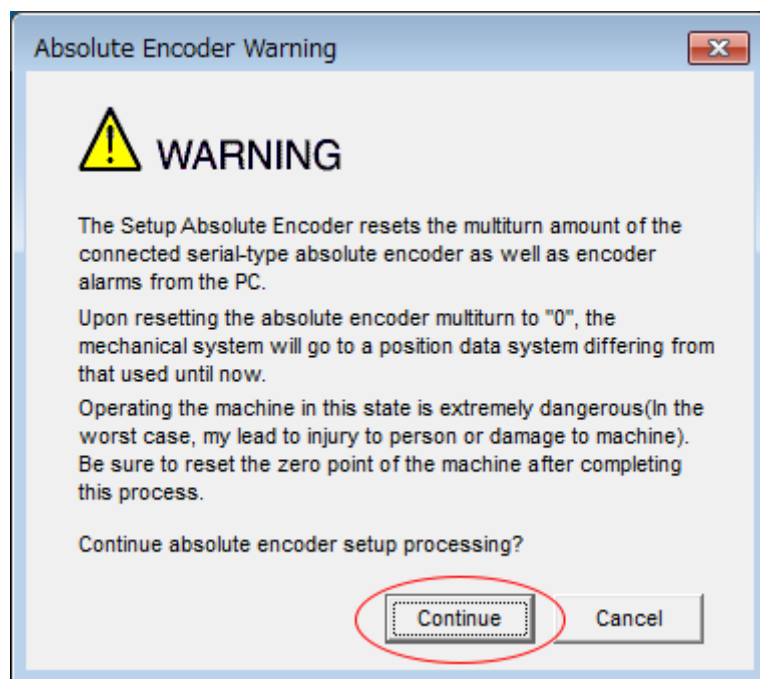 Absolute Encoder Warning
WARNING
The Setup Absolute Encoder resets the multiturn amount of the
connected serial-type absolute encoder as well as encoder
alarms from the PC.
Upon resetting the absolute encoder multiturn to "0", the
mechanical system will go to a position data system differing from
that used until now.
Operating the machine in this state is extremely dangerous(In the
worst case, my lead to injury to person or damage to machine).
Be sure to reset the zero point of the machine after completing
this process.
Continue absolute encoder setup processing?
Continue Cancel